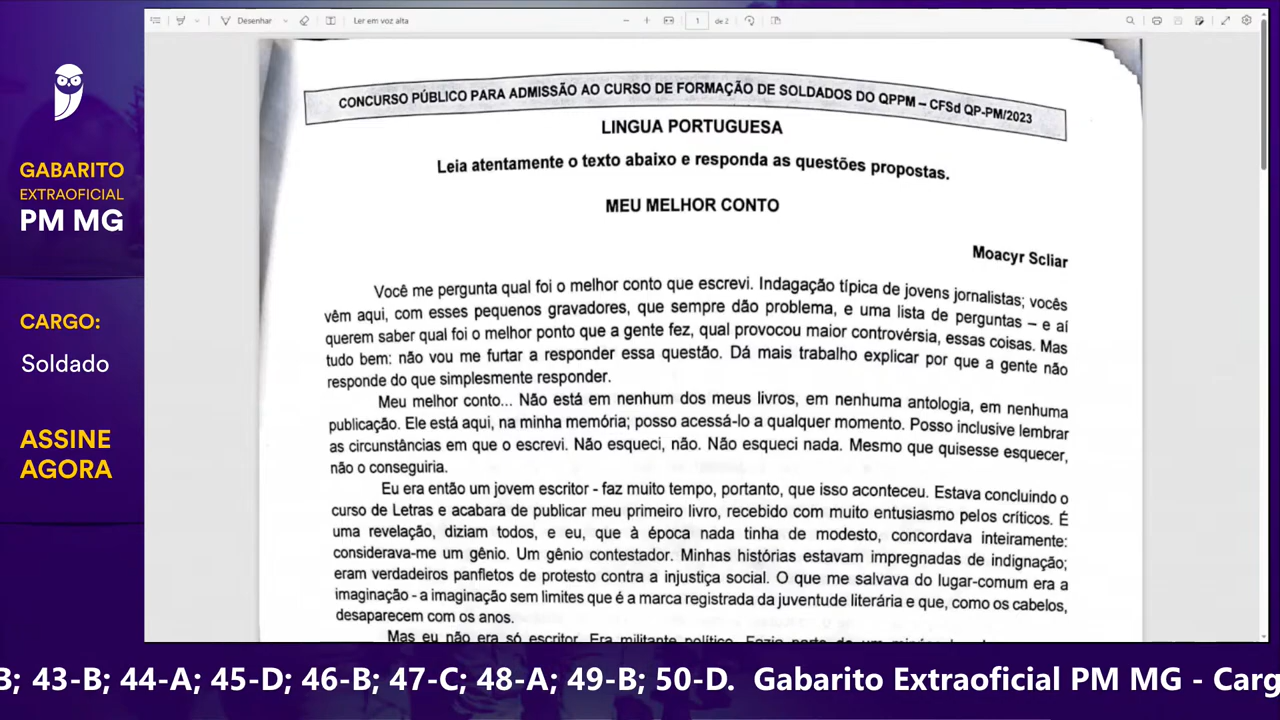 GABARITO
EXTRAOFICIAL
PM MG
CARGO:
Soldado
ASSINE
AGORA
Desenhar
Ler em voz alta
1 de 2
CONCURSO PÚBLICO PARA ADMISSÃO AO CURSO DE FORMAÇÃO DE SOLDADOS DO QPPM – CFSd QP-PM/2023
LINGUA PORTUGUESA
Leia atentamente o texto abaixo e responda as questões propostas.
MEU MELHOR CONTO
Moacyr Scliar
Você me pergunta qual foi o melhor conto que escrevi. Indagação típica de jovens jornalistas; vocês
vêm aqui, com esses pequenos gravadores, que sempre dão problema, e uma lista de perguntas – e aí
querem saber qual foi o melhor ponto que a gente fez, qual provocou maior controvérsia, essas coisas. Mas
tudo bem: não vou me furtar a responder essa questão. Dá mais trabalho explicar por que a gente não
responde do que simplesmente responder.
Meu melhor conto... Não está em nenhum dos meus livros, em nenhuma antologia, em nenhuma
publicação. Ele está aqui, na minha memória; posso acessá-lo a qualquer momento. Posso inclusive lembrar
as circunstâncias em que o escrevi. Não esqueci, não. Não esqueci nada. Mesmo que quisesse esquecer,
não o conseguiria.
Eu era então um jovem escritor - faz muito tempo, portanto, que isso aconteceu. Estava concluindo o
curso de Letras e acabara de publicar meu primeiro livro, recebido com muito entusiasmo pelos críticos. É
uma revelação, diziam todos, e eu, que à época nada tinha de modesto, concordava inteiramente:
considerava-me um gênio. Um gênio contestador. Minhas histórias estavam impregnadas de indignação;
eram verdadeiros panfletos de protesto contra a injustiça social. O que me salvava do lugar-comum era a
imaginação - a imaginação sem limites que é a marca registrada da juventude literária e que, como os cabelos,
desaparecem com os anos.
Mas eu não era só escritor. Era militante político. Fazia parte de um
B; 43-B; 44-A; 45-D; 46-B; 47-C; 48-A; 49-B; 50-D. Gabarito Extraoficial PM MG - Carg